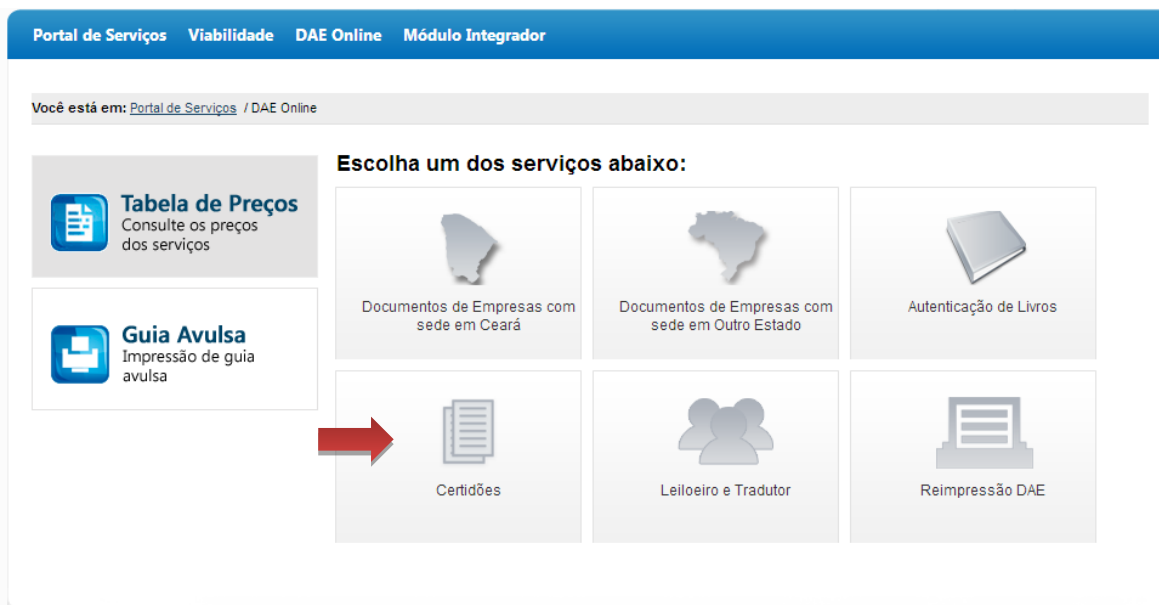 Portal de Serviços Viabilidade DAE Online Módulo Integrador
Você está em: Portal de Serviços / DAE Online
Tabela de Preços
Consulte os preços
dos serviços
Guia Avulsa
Impressão de guia
avulsa
Escolha um dos serviços abaixo:
Documentos de Empresas com
sede em Ceará
Documentos de Empresas com
sede em Outro Estado
Autenticação de Livros
Certidões
Leiloeiro e Tradutor
Reimpressão DAE